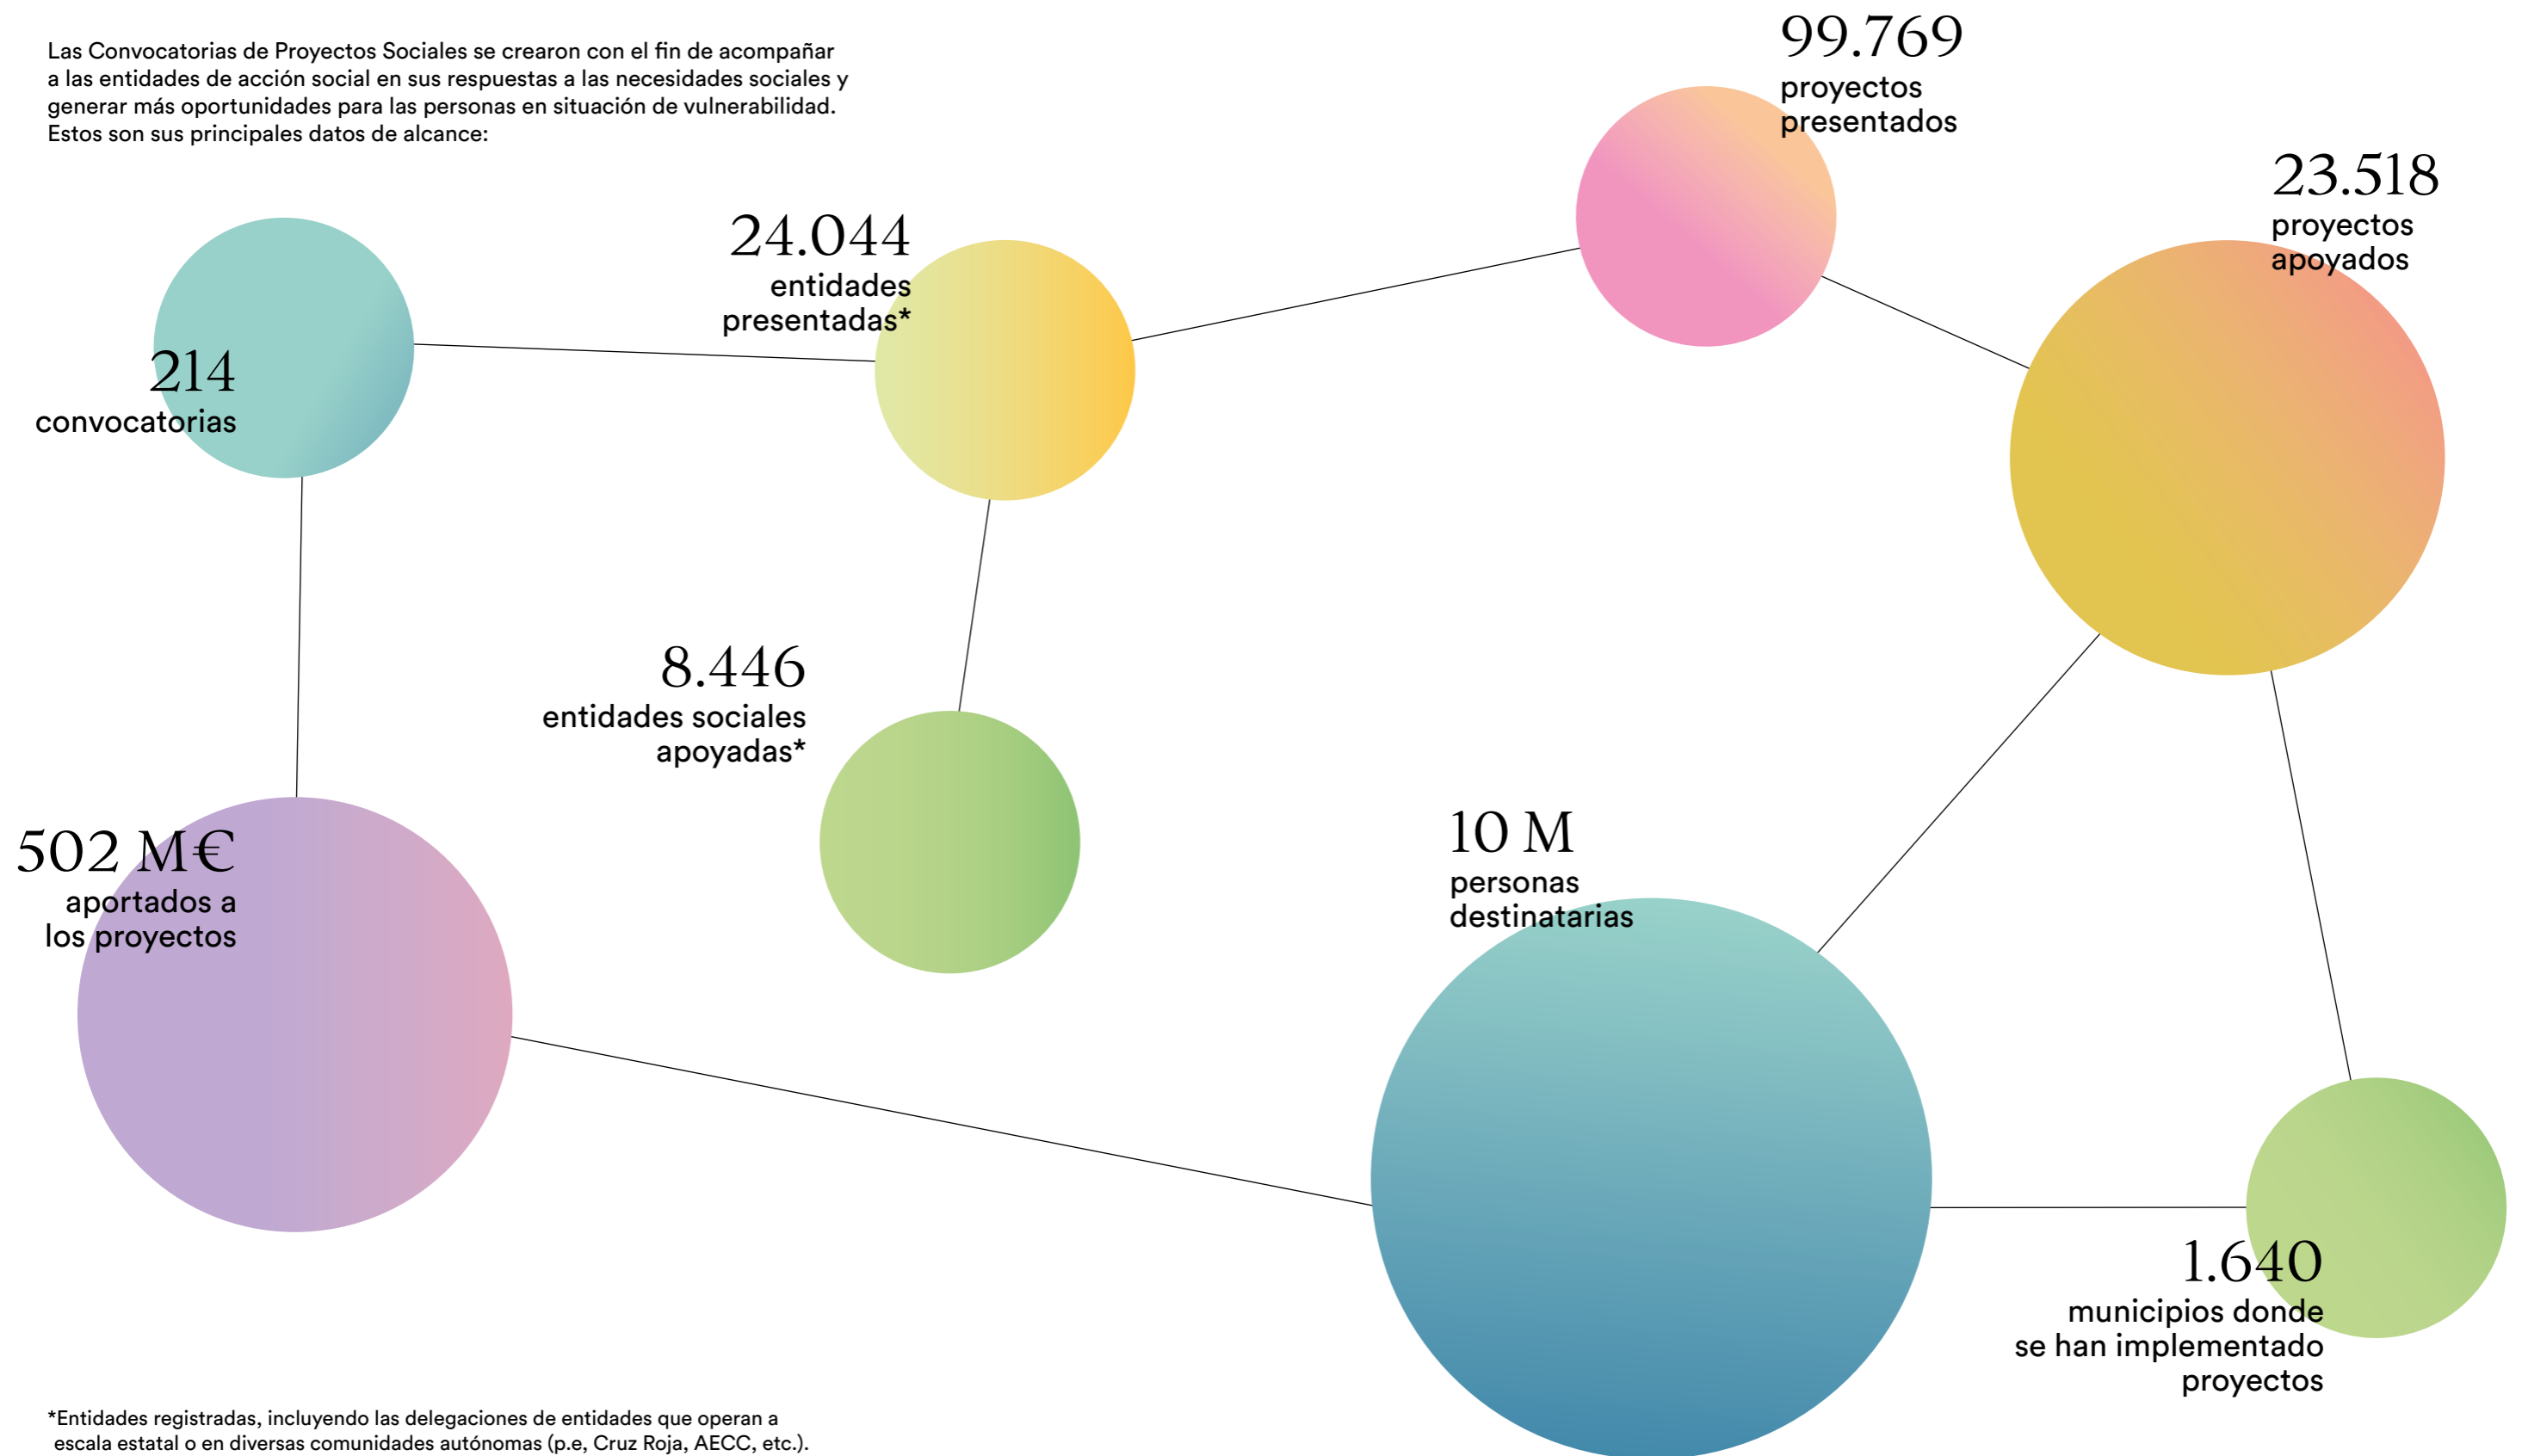 Las Convocatorias de Proyectos Sociales se crearon con el fin de acompañar
a las entidades de acción social en sus respuestas a las necesidades sociales y
generar más oportunidades para las personas en situación de vulnerabilidad.
Estos son sus principales datos de alcance:
99.769
proyectos
presentados
23.518
proyectos
apoyados
24.044
entidades
presentadas*
214
convocatorias
8.446
entidades sociales
apoyadas*
502 M€
aportados a
los proyectos
10 M
personas
destinatarias
1.640
municipios donde
se han implementado
proyectos
*Entidades registradas, incluyendo las delegaciones de entidades que operan a
escala estatal o en diversas comunidades autónomas (p.e, Cruz Roja, AECC, etc.).